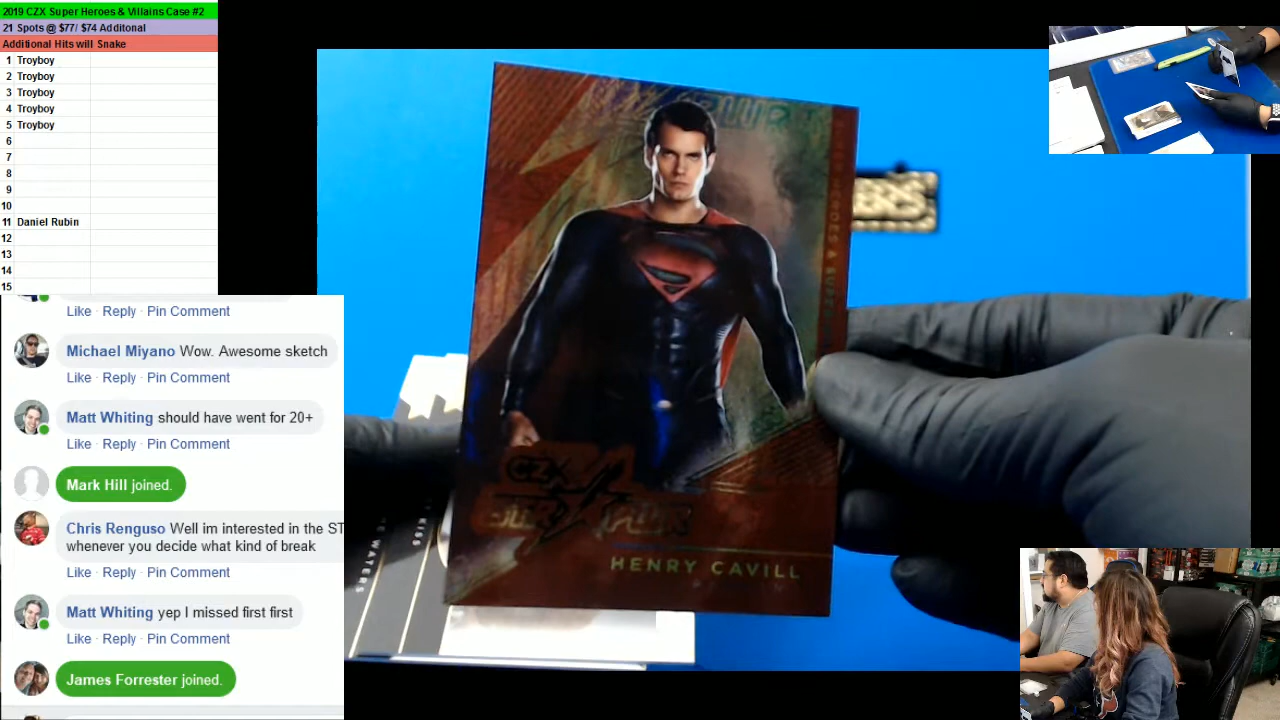 2019 CZX Super Heroes & Villains Case #2
21 Spots @ $77/ $74 Additonal
Additional Hits will Snake
1 Troyboy
2 Troyboy
3 Troyboy
4 Troyboy
5 Troyboy
6
7
8
9
10
11 Daniel Rubin
12
13
14
15
Like · Reply · Pin Comment
Michael Miyano Wow. Awesome sketch
Like · Reply · Pin Comment
Matt Whiting should have went for 20+
Like · Reply · Pin Comment
Mark Hill joined.
Chris Renguso Well im interested in the ST
whenever you decide what kind of break
Like · Reply · Pin Comment
Matt Whiting yep I missed first first
Like · Reply · Pin Comment
James Forrester joined.
CZX
STR PWR
HENRY CAVILL
KISS
WATERS